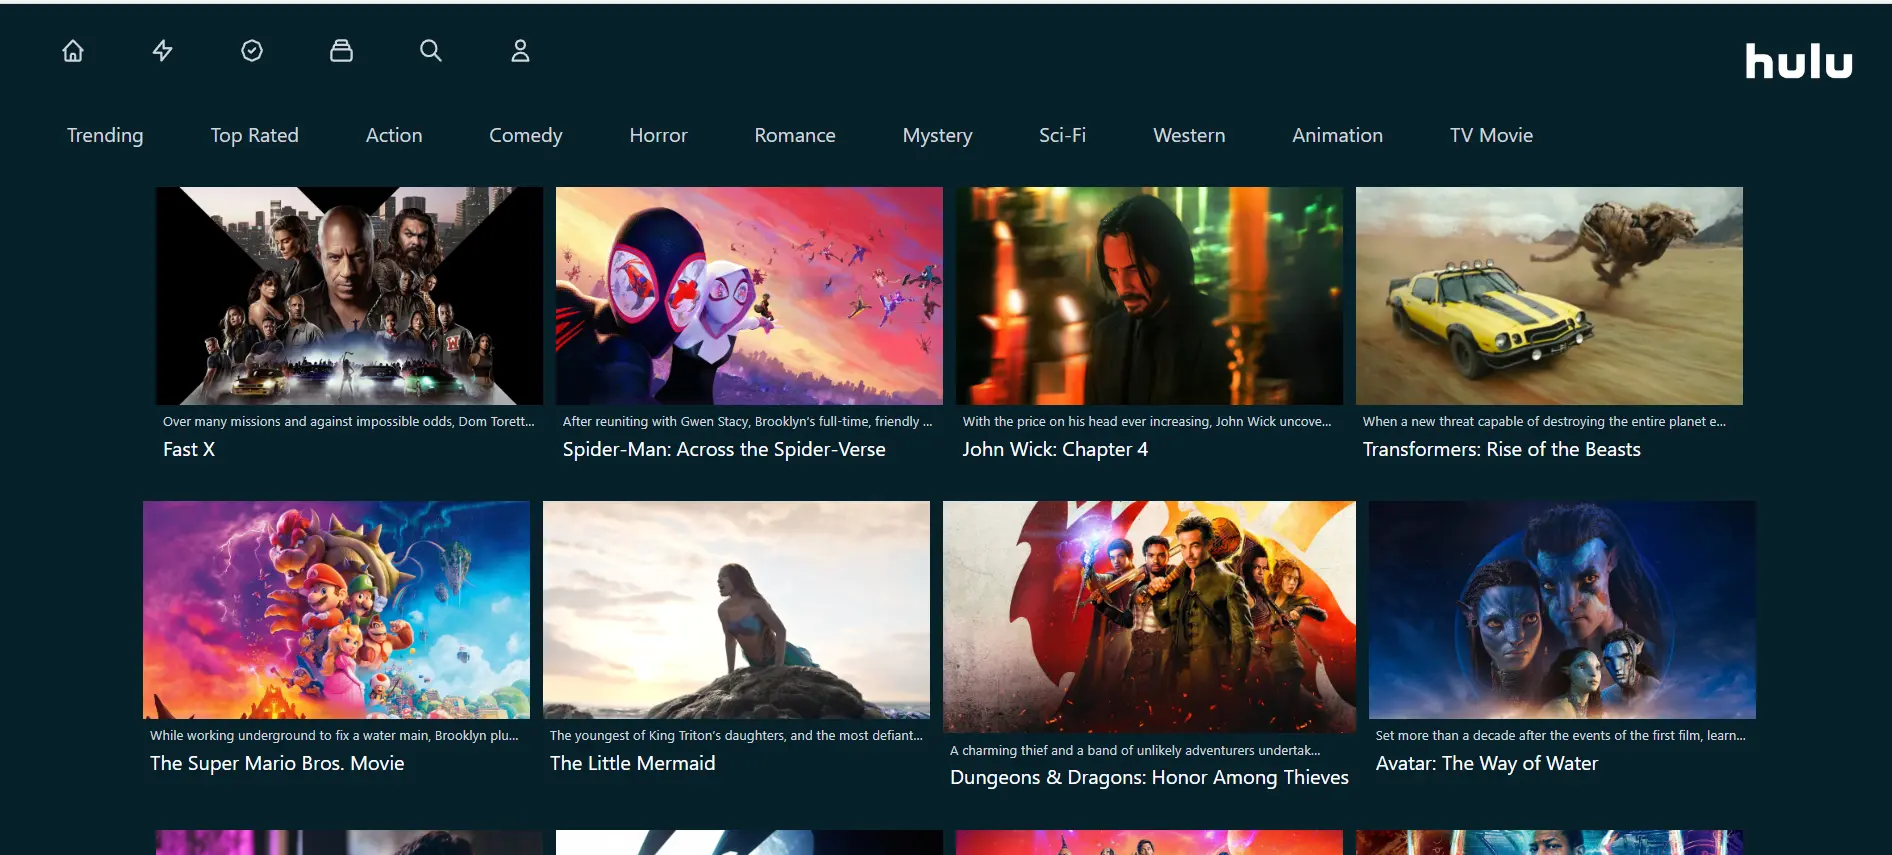 hulu
Trending Top Rated Action Comedy Horror Romance Mystery Sci-Fi Western Animation TV Movie
Over many missions and against impossible odds, Dom Torett...
Fast X
After reuniting with Gwen Stacy, Brooklyn's full-time, friendly ...
Spider-Man: Across the Spider-Verse
With the price on his head ever increasing, John Wick uncove...
John Wick: Chapter 4
When a new threat capable of destroying the entire planet e...
Transformers: Rise of the Beasts
While working underground to fix a water main, Brooklyn plu...
The Super Mario Bros. Movie
The youngest of King Triton's daughters, and the most defiant...
The Little Mermaid
A charming thief and a band of unlikely adventurers undertak...
Dungeons & Dragons: Honor Among Thieves
Set more than a decade after the events of the first film, learn...
Avatar: The Way of Water